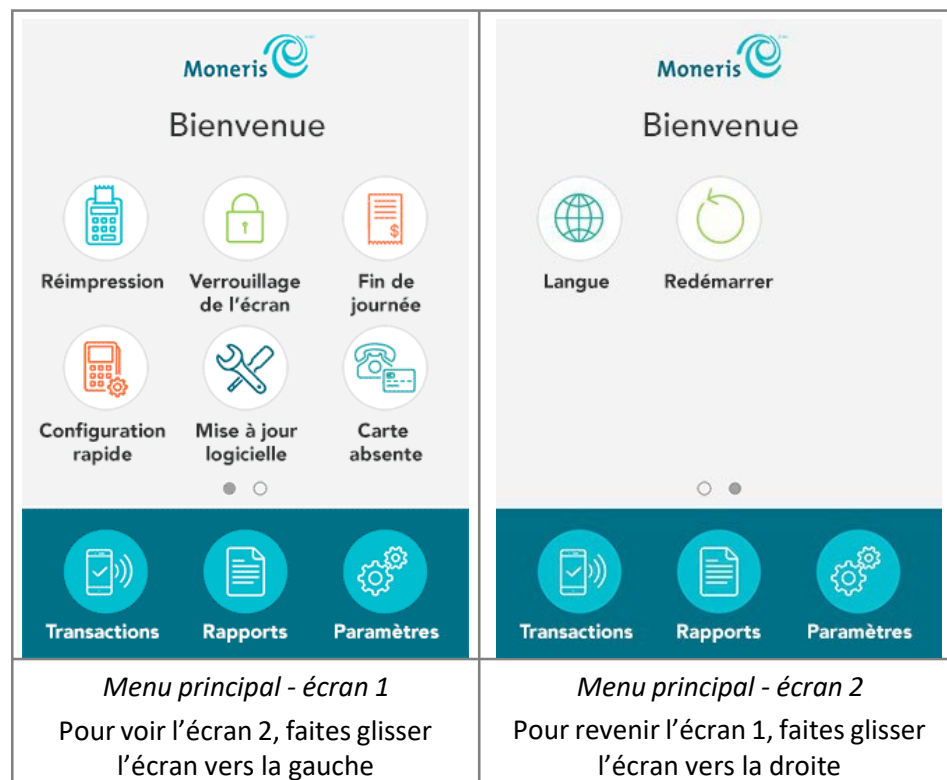 Moneris
Bienvenue
Réimpression
Verrouillage
de l'écran
Fin de
journée
$
Configuration
rapide
Mise à jour
logicielle
Carte
absente
Transactions
Rapports
Paramètres
Menu principal - écran 1
Pour voir l'écran 2, faites glisser
l'écran vers la gauche
Moneris
Bienvenue
Langue
Redémarrer
Transactions
Rapports
Paramètres
Menu principal - écran 2
Pour revenir l'écran 1, faites glisser
l'écran vers la droite